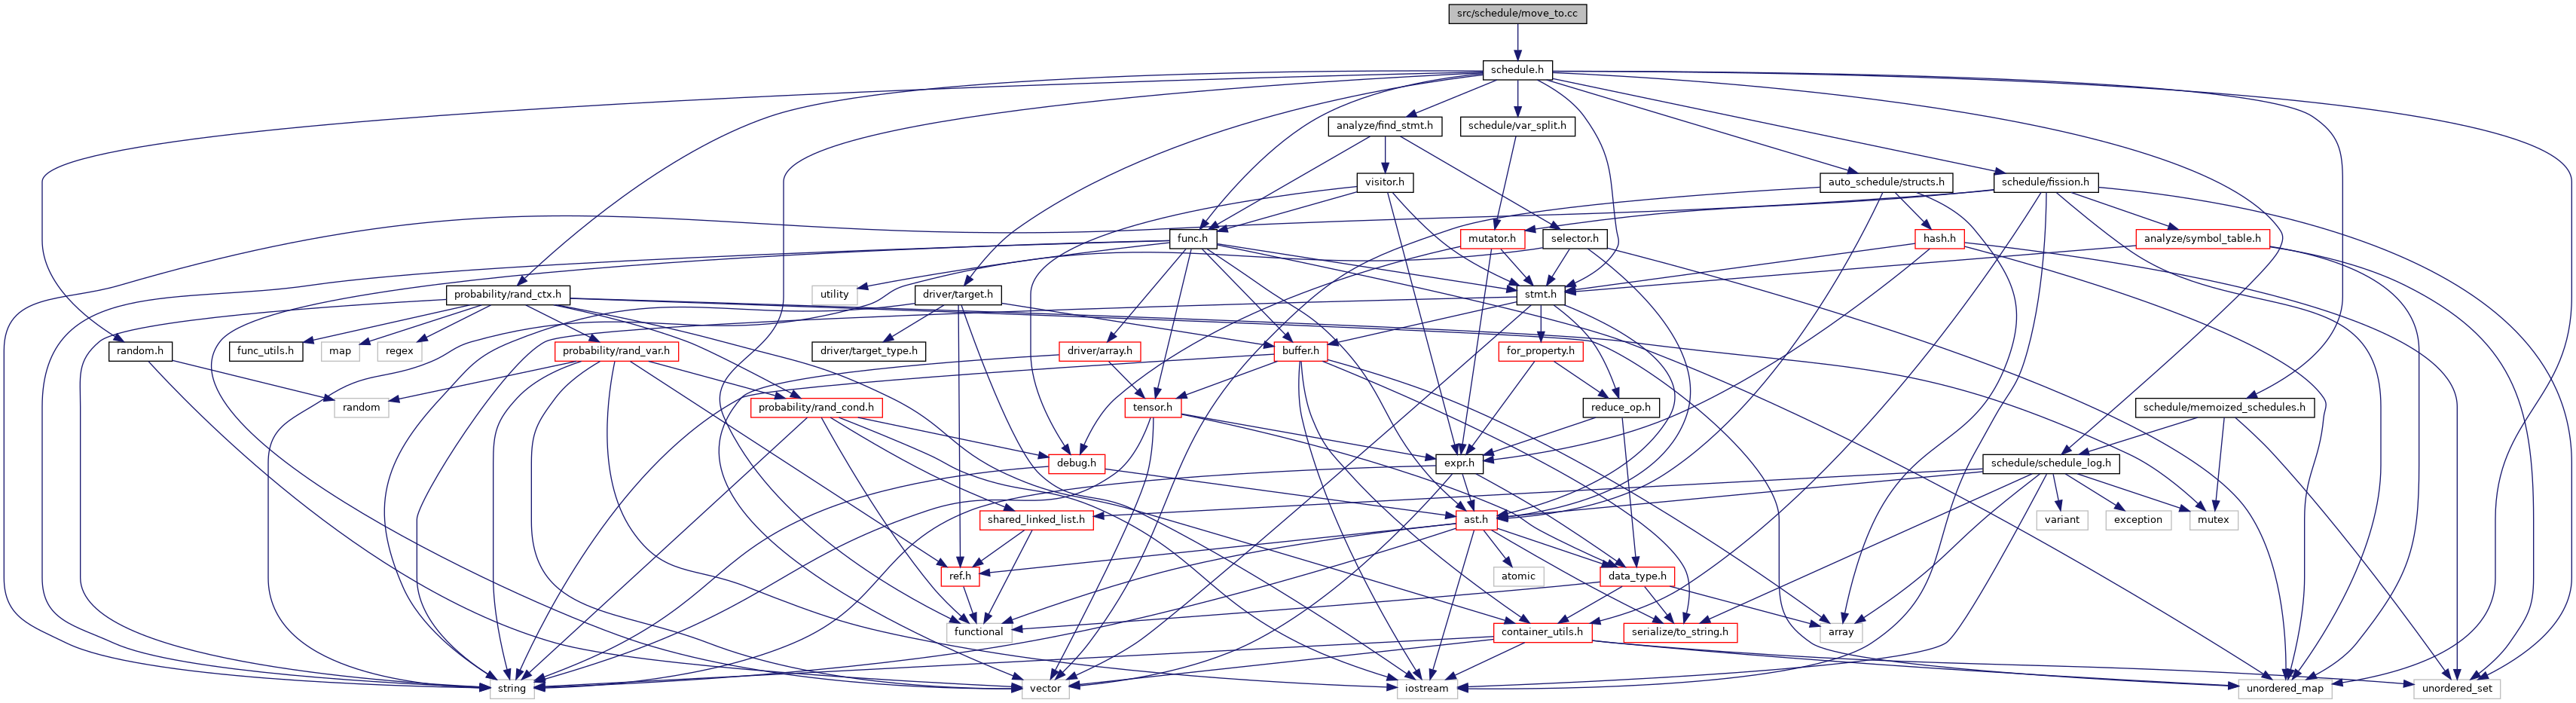 src/schedule/move_to.cc
schedule.h
analyze/find_stmt.h
schedule/var_split.h
visitor.h
auto_schedule/structs.h
schedule/fission.h
func.h
mutator.h
selector.h
hash.h
analyze/symbol_table.h
probability/rand_ctx.h
utility
driver/target.h
stmt.h
random.h
func_utils.h
map
regex
probability/rand_var.h
driver/target_type.h
driver/array.h
buffer.h
for_property.h
random
probability/rand_cond.h
tensor.h
reduce_op.h
schedule/memoized_schedules.h
debug.h
expr.h
schedule/schedule_log.h
shared_linked_list.h
ast.h
variant
exception
mutex
ref.h
atomic
data_type.h
functional
container_utils.h
serialize/to_string.h
array
string
vector
iostream
unordered_map
unordered_set